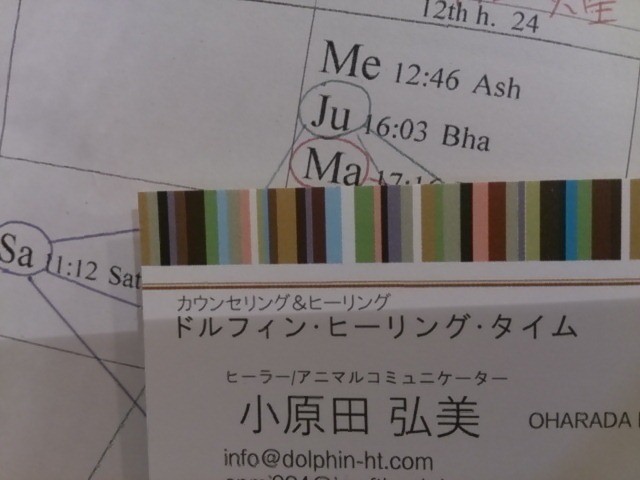 12th h. 24
Me 12:46 Ash
Ju 16:03 Bha
Ma
Sa 11:12 Sat
カウンセリング&ヒーリング
ドルフィン・ヒーリング・タイム
ヒーラー/アニマルコミュニケーター
小原田 弘美 OHARADA
info@dolphin-ht.com